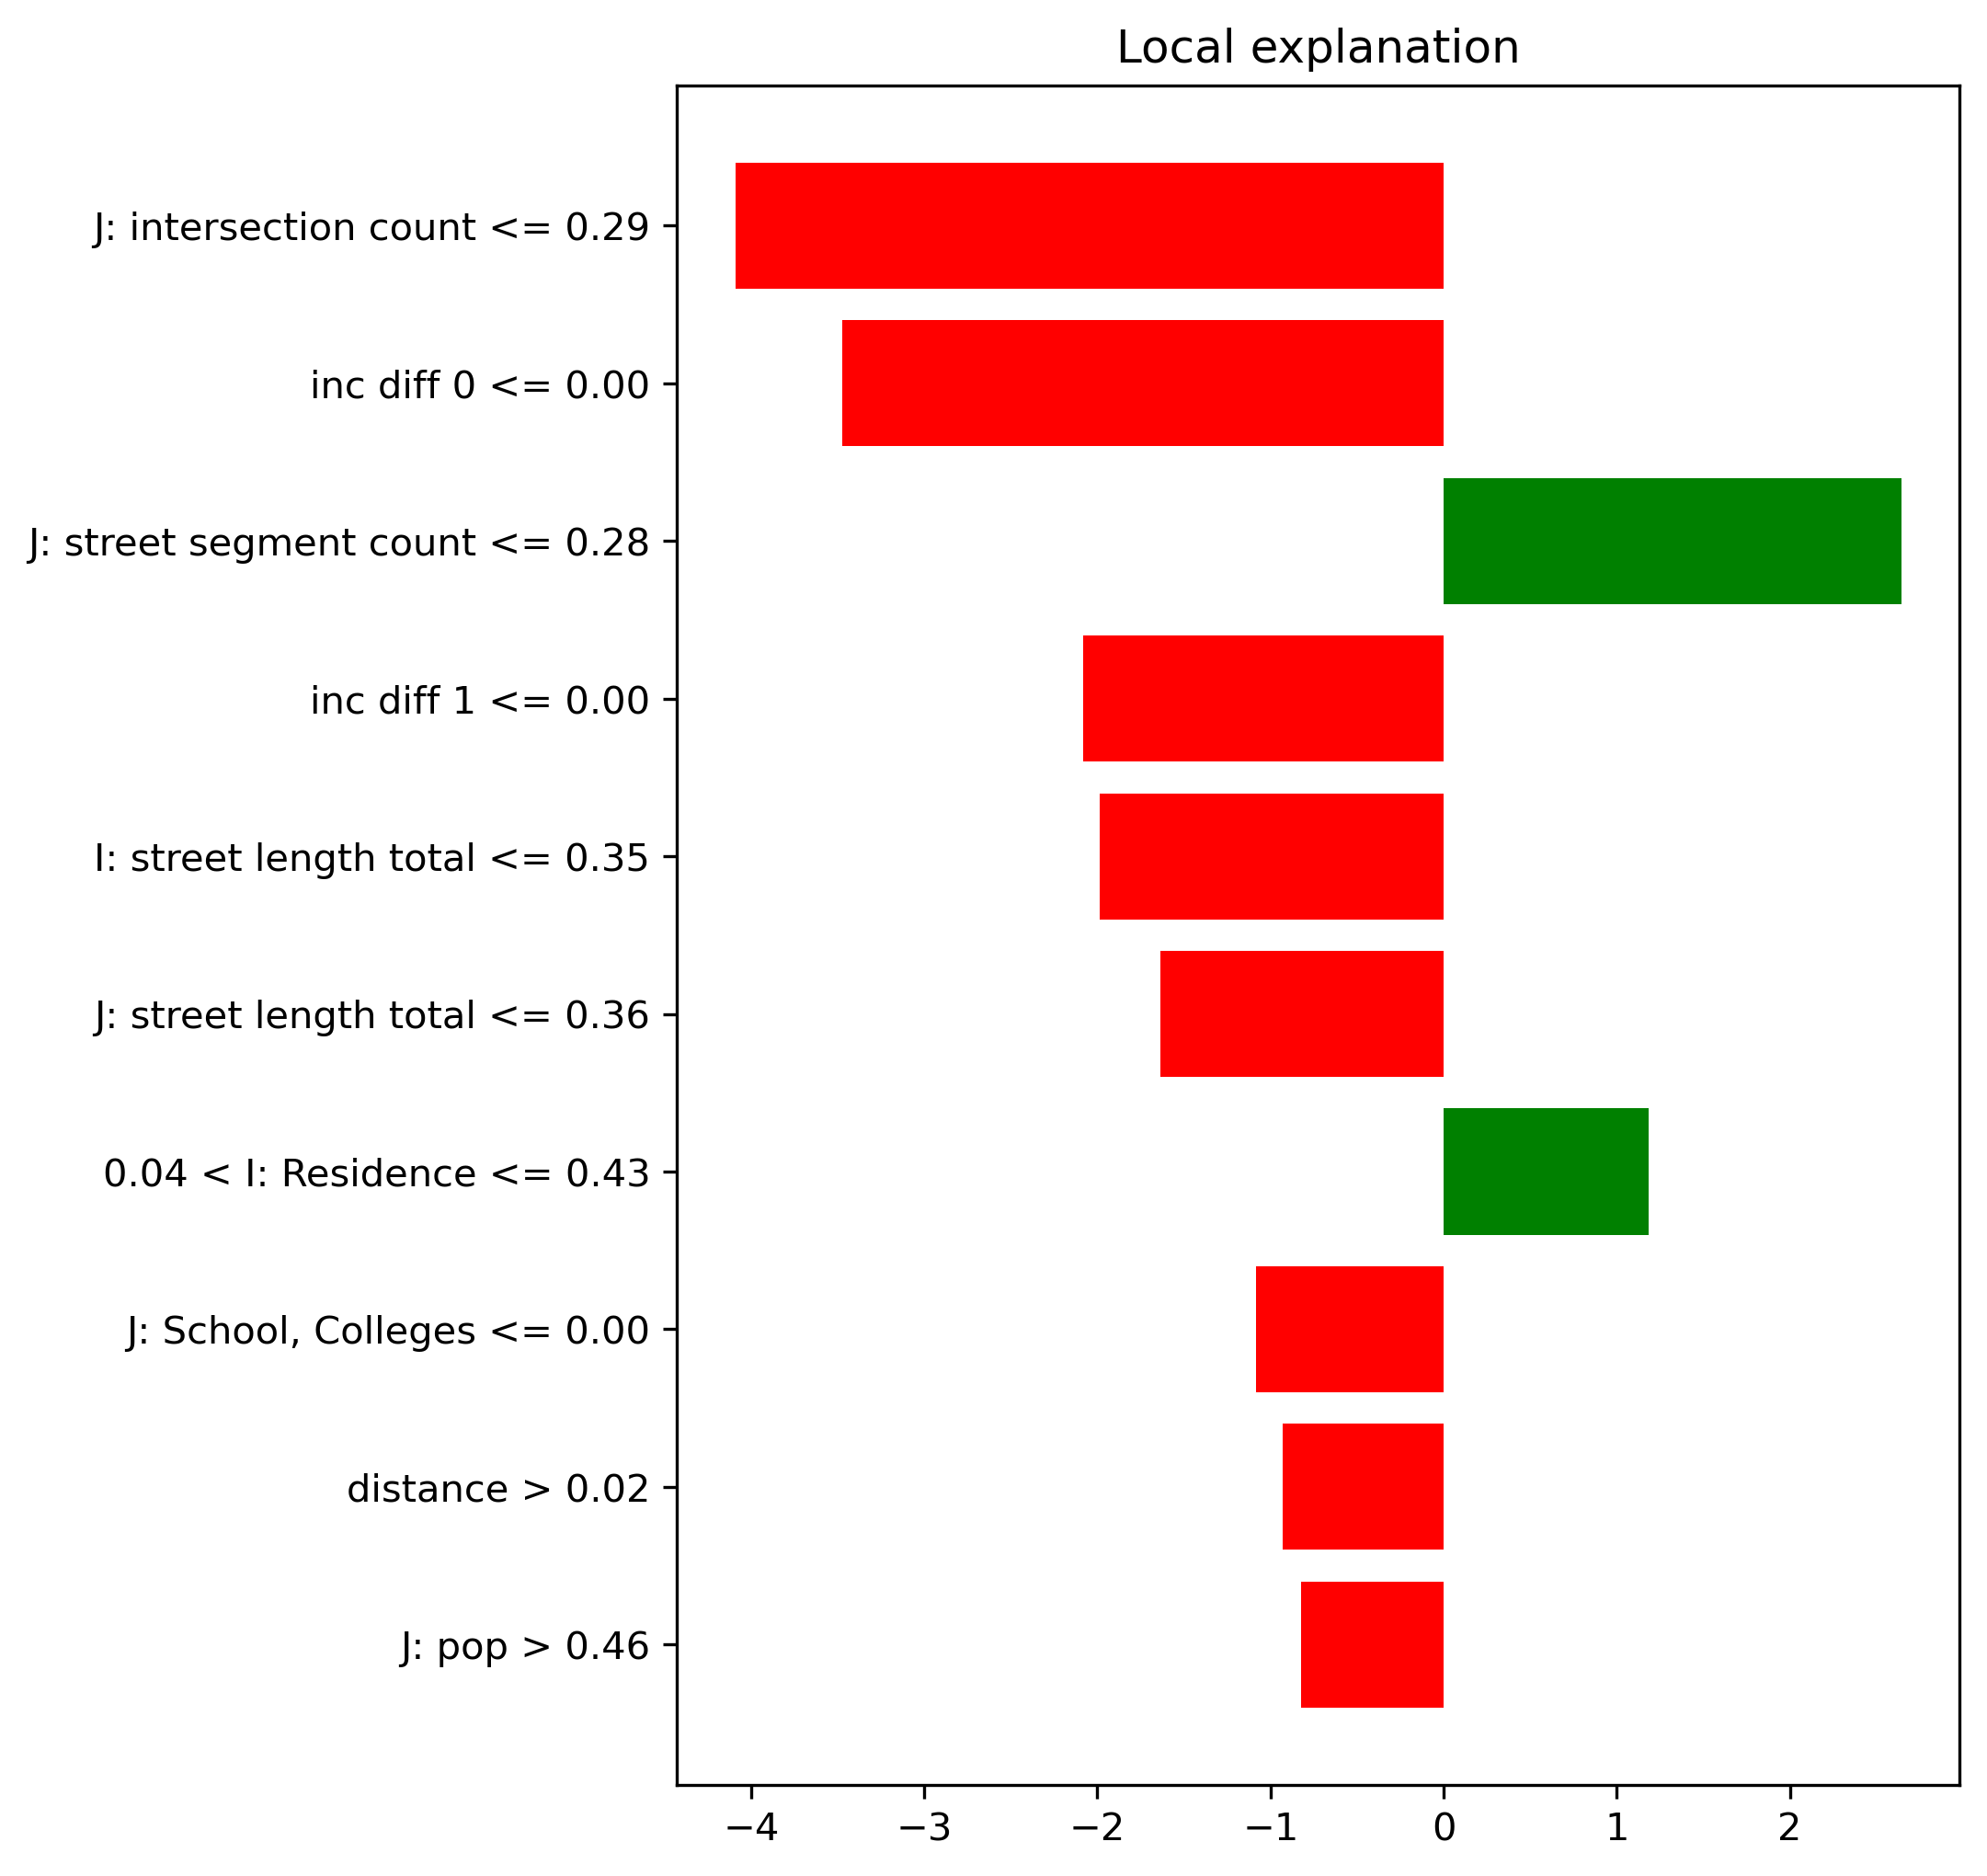 Local explanation
J: intersection count <= 0.29
inc diff 0 <= 0.00
J: street segment count <= 0.28
inc diff 1 <= 0.00
I: street length total <= 0.35
J: street length total <= 0.36
0.04 < I: Residence <= 0.43
J: School, Colleges <= 0.00
distance > 0.02
J: pop > 0.46
−4 −3 −2 −1 0 1 2